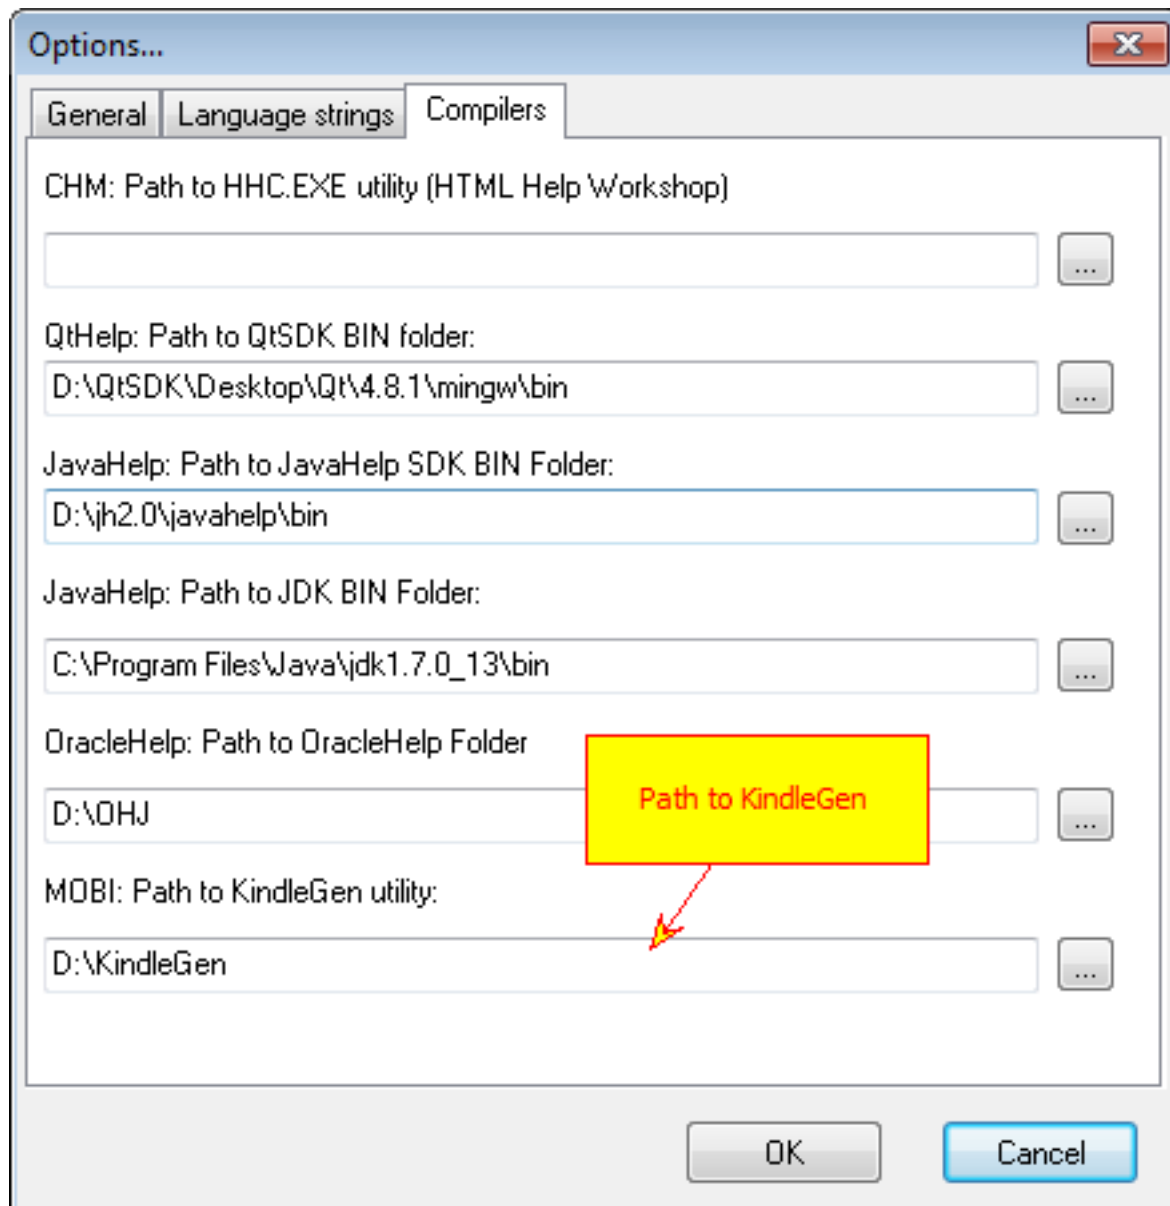 Options...
General Language strings Compilers
CHM: Path to HHC.EXE utility (HTML Help Workshop)
...
QtHelp: Path to QtSDK BIN folder:
D:\QtSDK\Desktop\Qt\4.8.1\mingw\bin
...
JavaHelp: Path to JavaHelp SDK BIN Folder:
D:\jh2.0\javahelp\bin
...
JavaHelp: Path to JDK BIN Folder:
C:\Program Files\Java\jdk1.7.0_13\bin
...
OracleHelp: Path to OracleHelp Folder
Path to KindleGen
D:\OHJ
...
MOBI: Path to KindleGen utility:
D:\KindleGen
...
OK Cancel